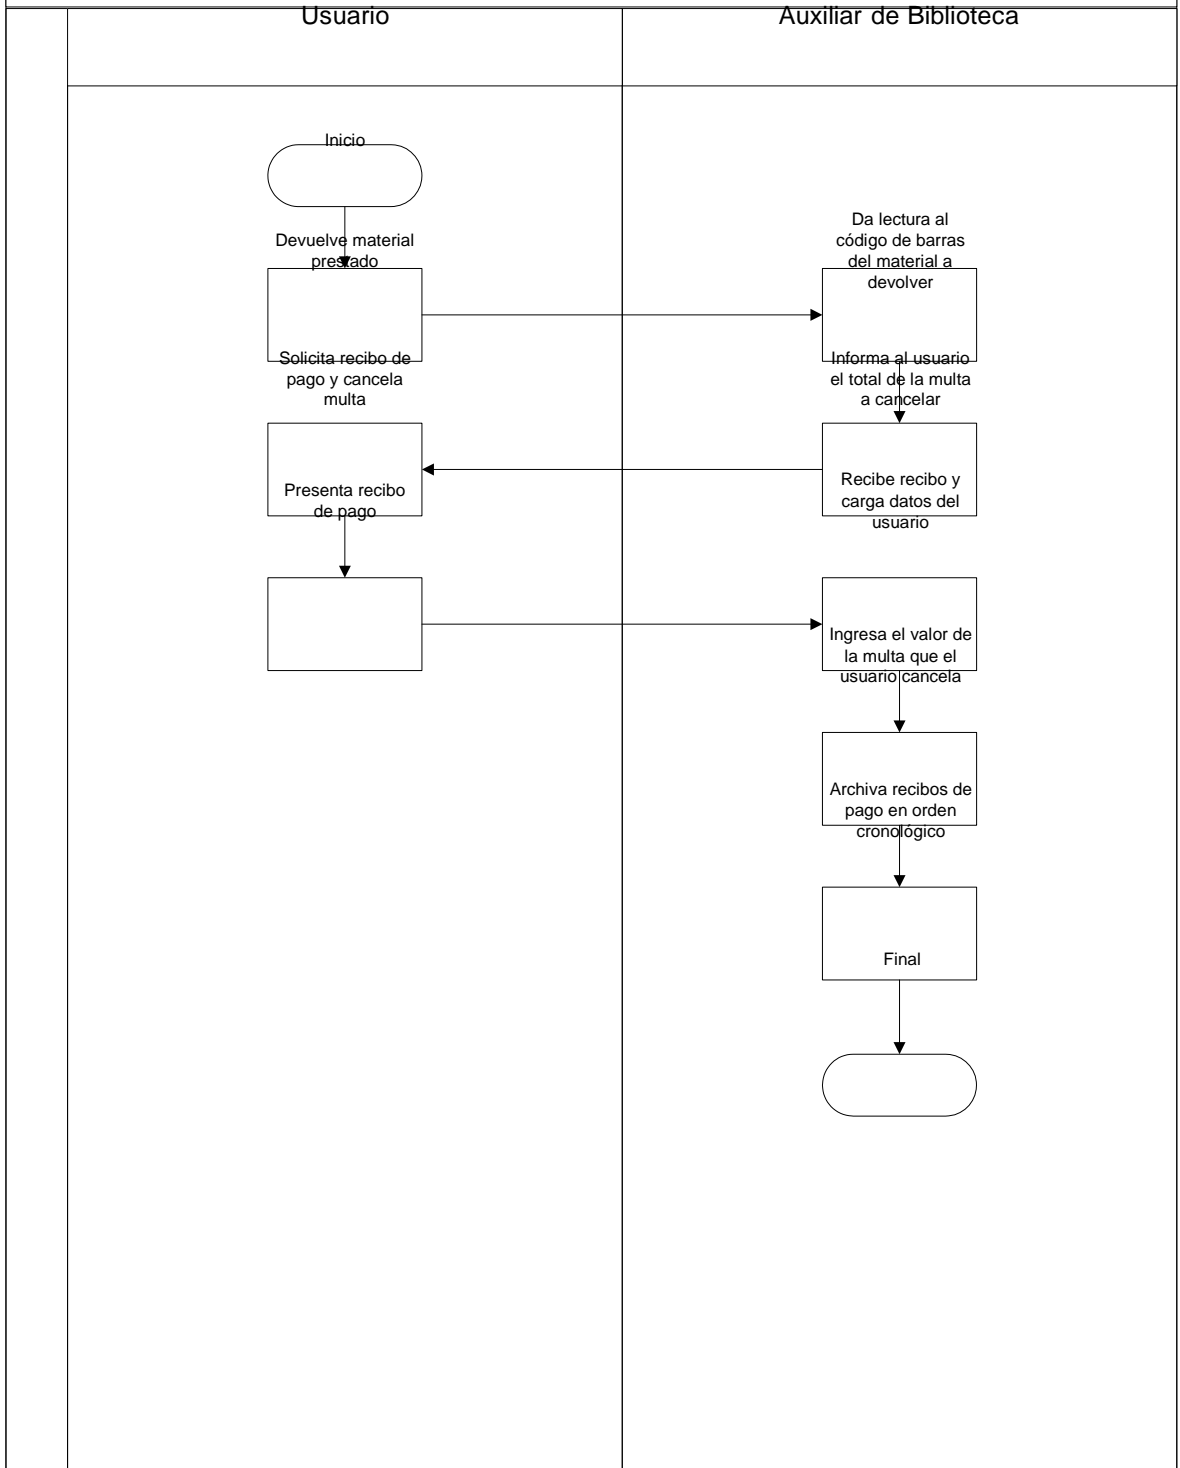 Usuario
Auxiliar de Biblioteca
Inicio
Devuelve material
prestado
Da lectura al
código de barras
del material a
devolver
Solicita recibo de
pago y cancela
multa
Informa al usuario
el total de la multa
a cancelar
Presenta recibo
de pago
Recibe recibo y
carga datos del
usuario
Ingresa el valor de
la multa que el
usuario cancela
Archiva recibos de
pago en orden
cronológico
Final